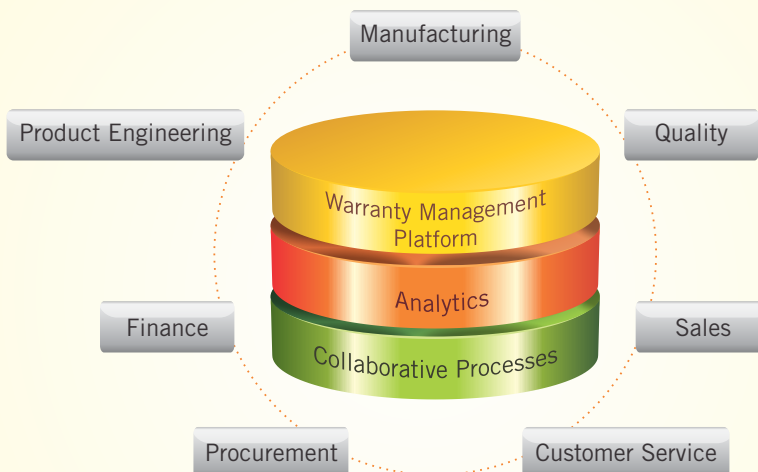 Manufacturing
Product Engineering
Quality
Warranty Management
Platform
Analytics
Finance
Sales
Collaborative Processes
Procurement
Customer Service